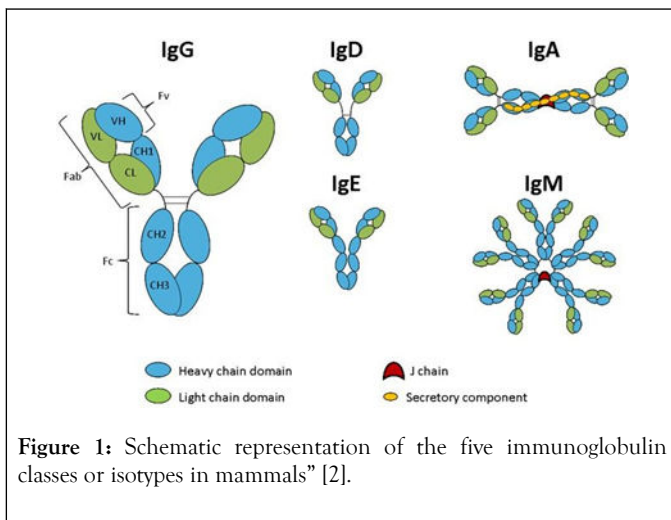 IgG
IgD
IgA
Fv
VH
VL
CH1
CL
Fab
IgE
IgM
CH2
Fc
CH3
Heavy chain domain
J chain
Light chain domain
Secretory component
Figure 1: Schematic representation of the five immunoglobulin
classes or isotypes in mammals” [2].